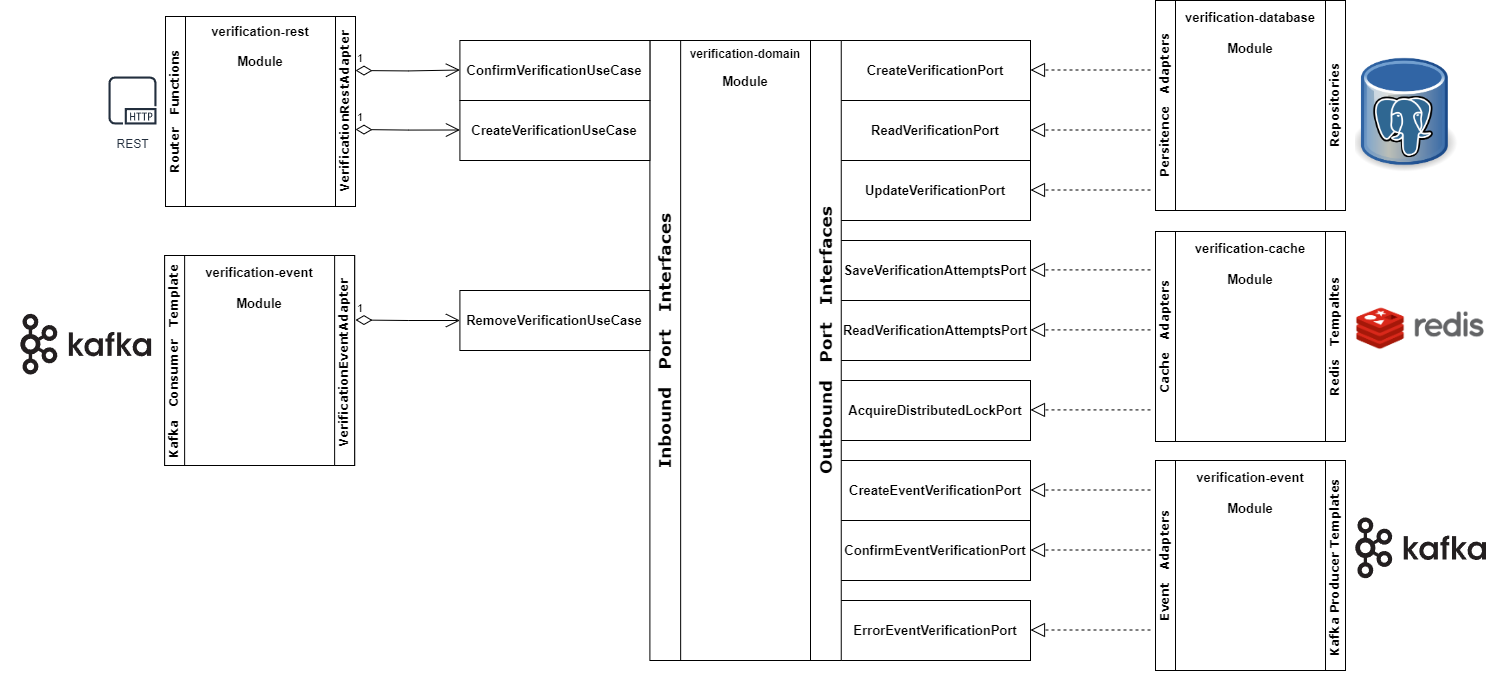 verification-rest
Module
Router Functions
VerificationRestAdapter
HTTP
REST
1
1
verification-event
Module
Kafka Consumer Template
VerificationEventAdapter
kafka
1
ConfirmVerificationUseCase
CreateVerificationUseCase
RemoveVerificationUseCase
Inbound Port Interfaces
verification-domain
Module
Outbound Port Interfaces
CreateVerificationPort
ReadVerificationPort
UpdateVerificationPort
SaveVerificationAttemptsPort
ReadVerificationAttemptsPort
AcquireDistributedLockPort
CreateEventVerificationPort
ConfirmEventVerificationPort
ErrorEventVerificationPort
verification-database
Module
Persitence Adapters
Repositories
verification-cache
Module
Cache Adapters
Redis Tempaltes
redis
verification-event
Module
Event Adapters
Kafka Producer Templates
kafka